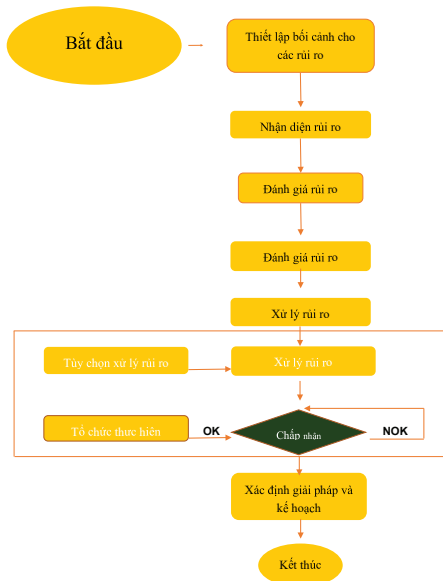 Bắt đầu
Thiết lập bối cảnh cho
các rủi ro
Nhận diện rủi ro
Đánh giá rủi ro
Đánh giá rủi ro
Xử lý rủi ro
Tùy chọn xử lý rủi ro
Xử lý rủi ro
Tổ chức thực hiện
OK
Chấp nhận
NOK
Xác định giải pháp và
kế hoạch
Kết thúc